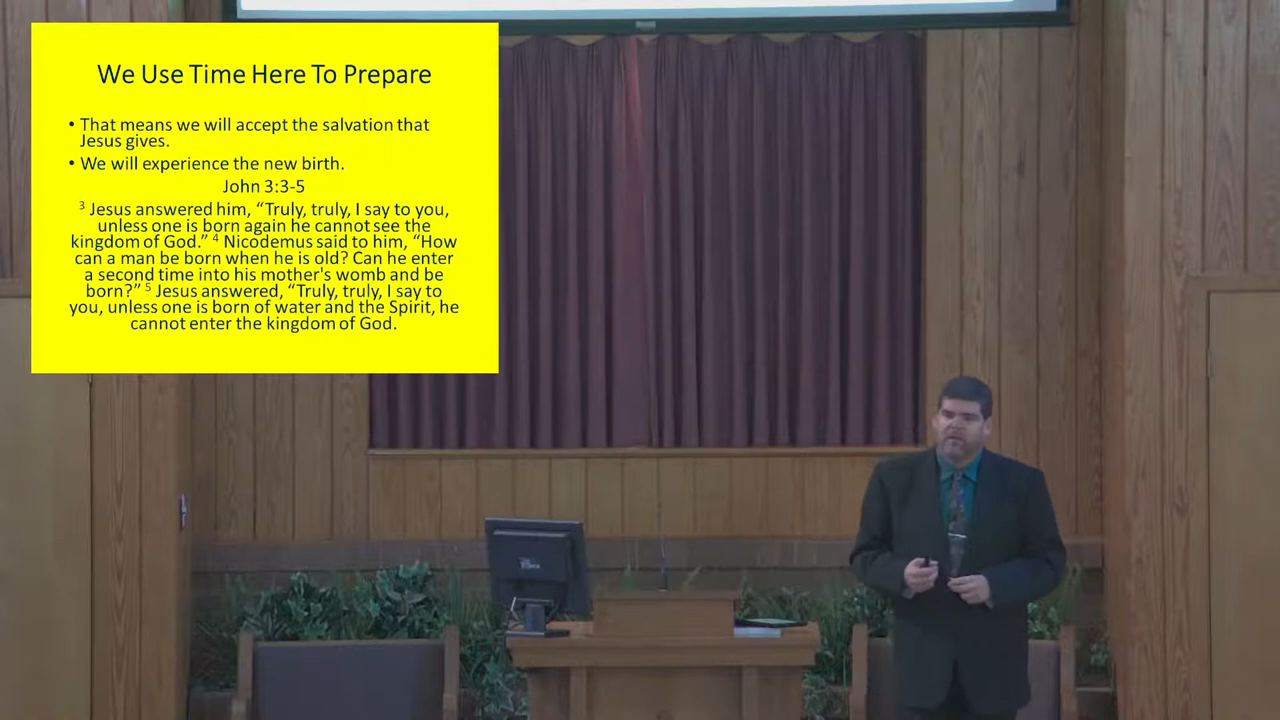 We Use Time Here To Prepare
• That means we will accept the salvation that
Jesus gives.
• We will experience the new birth.
John 3:3-5
3 Jesus answered him, “Truly, truly, I say to you,
unless one is born again he cannot see the
kingdom of God.” 4 Nicodemus said to him, “How
can a man be born when he is old? Can he enter
a second time into his mother's womb and be
born?” 5 Jesus answered, “Truly, truly, I say to
you, unless one is born of water and the Spirit, he
cannot enter the kingdom of God.